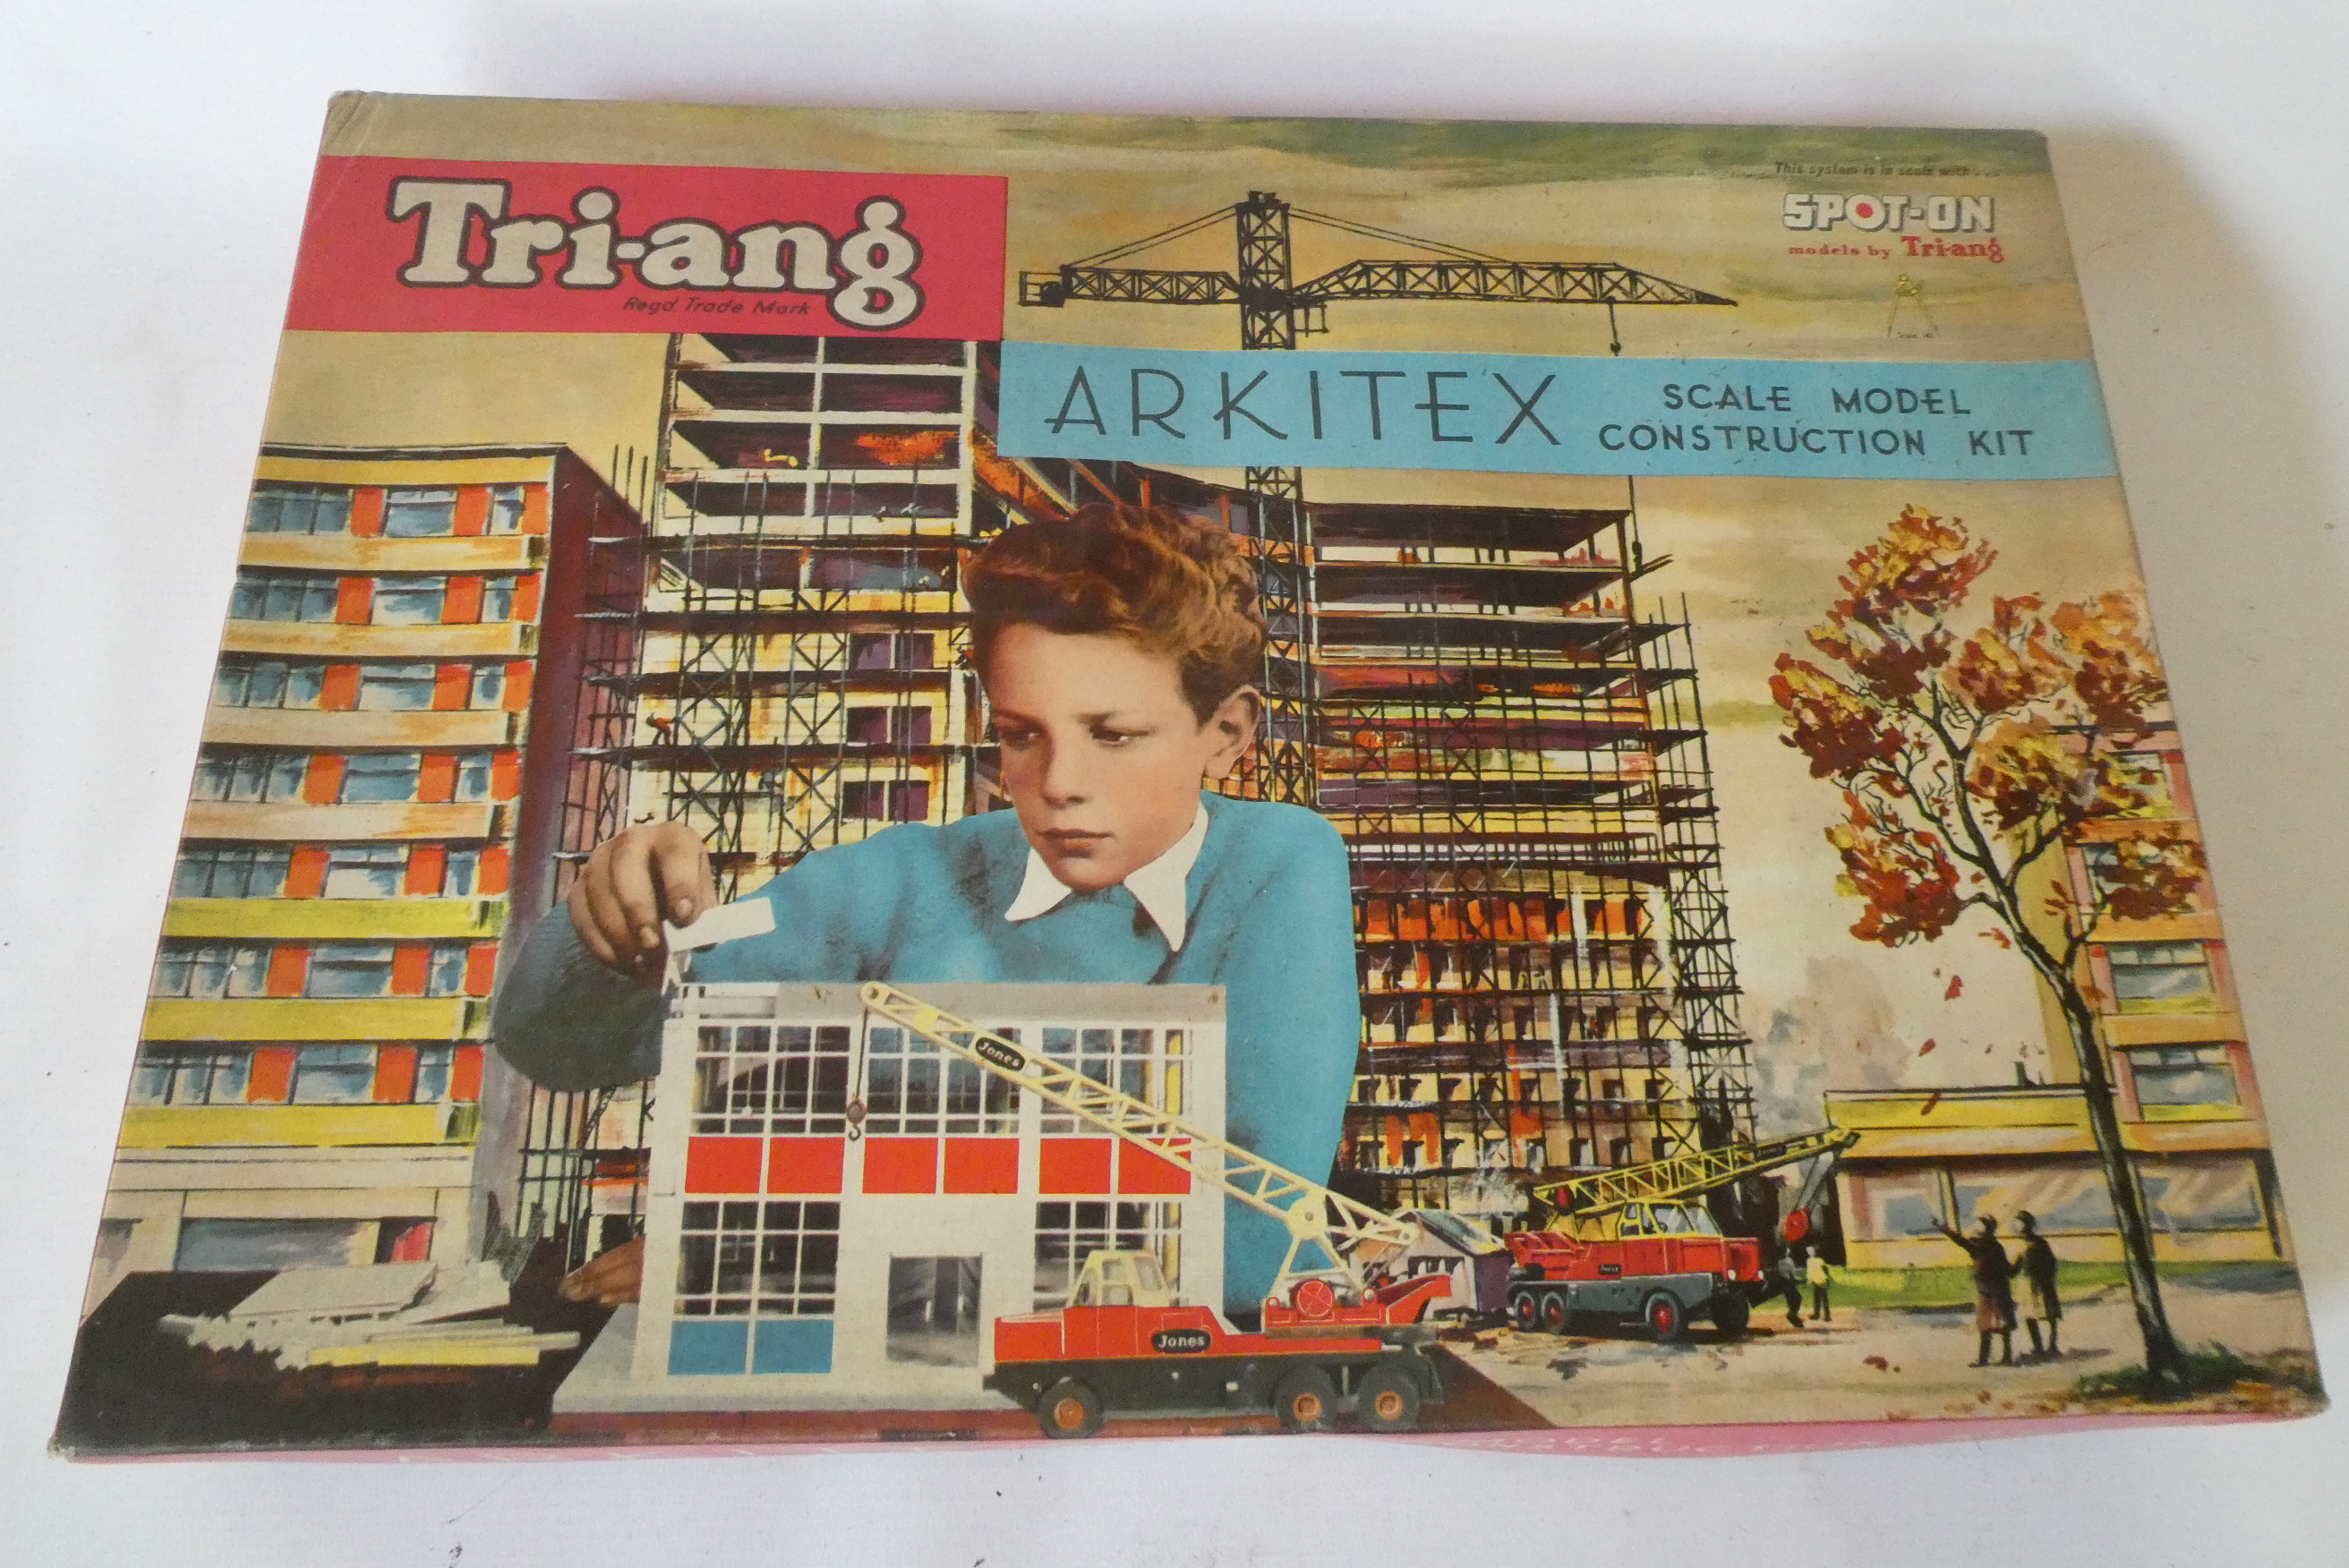 Tri-ang
Regd Trade Mark
This system is in scale with . . .
SPOT-ON
models by Tri-ang
ARKITEX
SCALE MODEL
CONSTRUCTION KIT
Jones
Jones
Jones